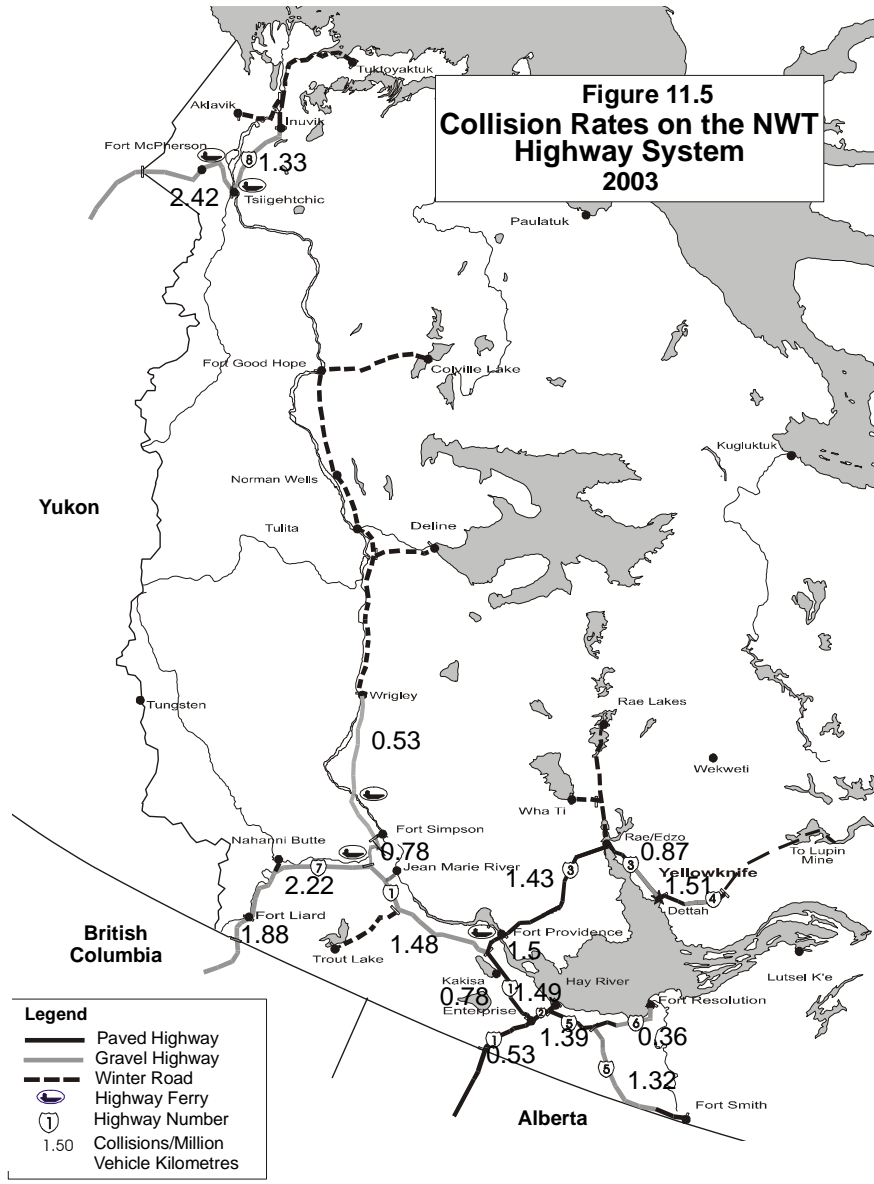 Figure 11.5
Collision Rates on the NWT
Highway System
2003
Tuktoyaktuk
Aklavik
Inuvik
Fort McPherson
8
1.33
2.42
Tsiigehtchic
Paulatuk
Fort Good Hope
Colville Lake
Kugluktuk
Norman Wells
Yukon
Tulita
Deline
Wrigley
Tungsten
Rae Lakes
0.53
Wekweti
Wha Ti
Fort Simpson
Rae/Edzo
To Lupin
Mine
Nahanni Butte
0.78
0.87
7
Jean Marie River
3
3
Yellowknife
2.22
1.43
1.51
4
1
Dettah
Fort Liard
1.88
British
Columbia
Trout Lake
1.48
Fort Providence
1.5
Lutsel K'e
Kakisa
Hay River
0.78
1
1.49
Enterprise
Fort Resolution
2
5
6
1
0.53
1.39
0.36
5
1.32
Fort Smith
Alberta
Legend
Paved Highway
Gravel Highway
Winter Road
Highway Ferry
1 Highway Number
1.50 Collisions/Million
Vehicle Kilometres